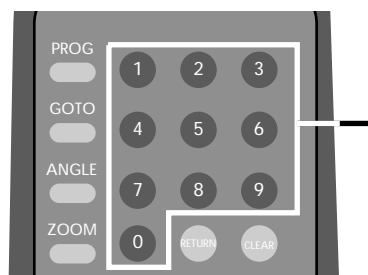 PROG
1 2 3
GOTO
4 5 6
ANGLE
7 8 9
ZOOM
0 RETURN CLEAR